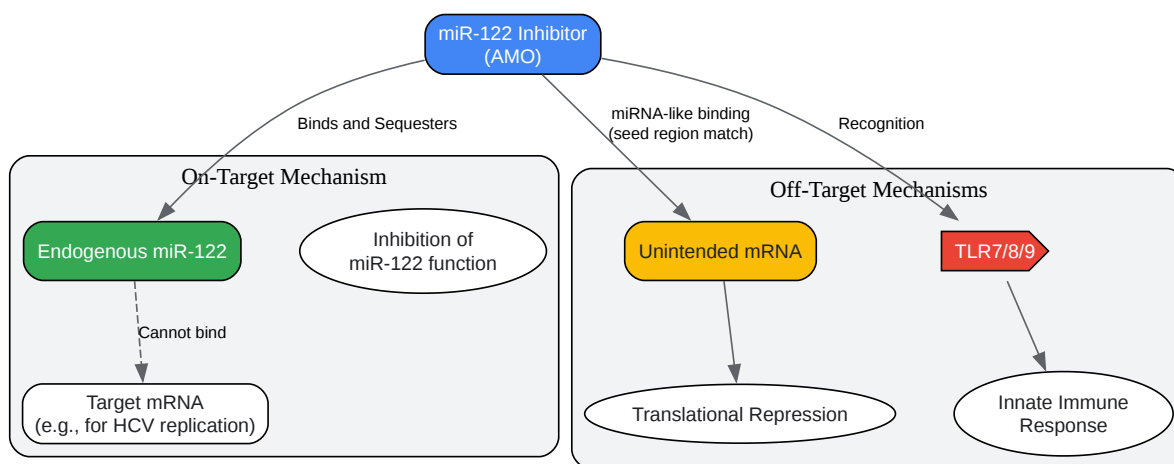 miR-122 Inhibitor
(AMO)
Binds and Sequesters
miRNA-like binding
(seed region match)
Recognition
On-Target Mechanism
Off-Target Mechanisms
Endogenous miR-122
Inhibition of
miR-122 function
Unintended mRNA
TLR7/8/9
Cannot bind
Target mRNA
(e.g., for HCV replication)
Translational Repression
Innate Immune
Response